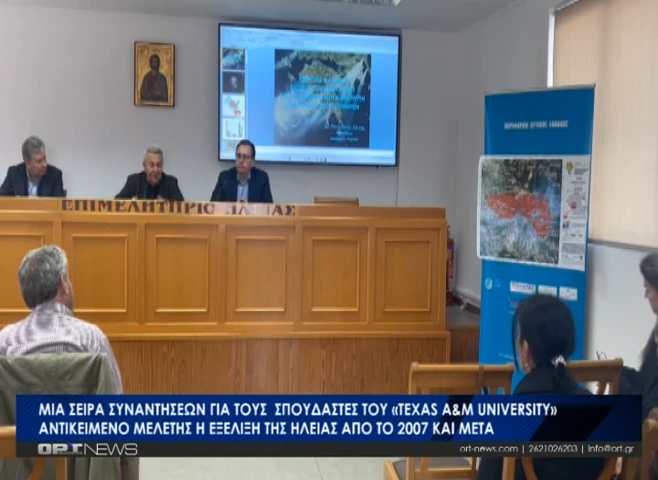 ΠΕΡΙΦΕΡΕΙΑ ΔΥΤΙΚΗΣ ΕΛΛΑΔΑΣ
ΕΠΙΜΕΛΗΤΗΡΙΟ ΗΛΕΙΑΣ
ΜΙΑ ΣΕΙΡΑ ΣΥΝΑΝΤΗΣΕΩΝ ΓΙΑ ΤΟΥΣ ΣΠΟΥΔΑΣΤΕΣ ΤΟΥ «TEXAS A&M UNIVERSITY»
ΑΝΤΙΚΕΙΜΕΝΟ ΜΕΛΕΤΗΣ Η ΕΞΕΛΙΞΗ ΤΗΣ ΗΛΕΙΑΣ ΑΠΟ ΤΟ 2007 ΚΑΙ ΜΕΤΑ
ORT NEWS
ort-news.com | 2621026203 | info@ort.gr